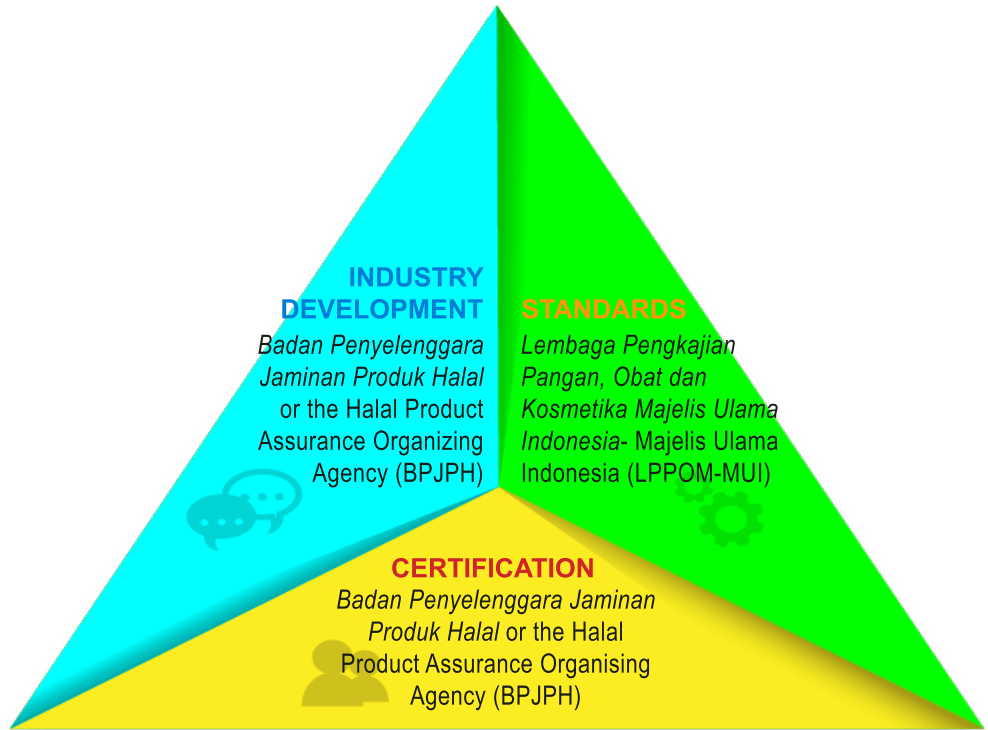 INDUSTRY
DEVELOPMENT
Badan Penyelenggara
Jaminan Produk Halal
or the Halal Product
Assurance Organizing
Agency (BPJPH)
STANDARDS
Lembaga Pengkajian
Pangan, Obat dan
Kosmetika Majelis Ulama
Indonesia- Majelis Ulama
Indonesia (LPPOM-MUI)
CERTIFICATION
Badan Penyelenggara Jaminan
Produk Halal or the Halal
Product Assurance Organising
Agency (BPJPH)